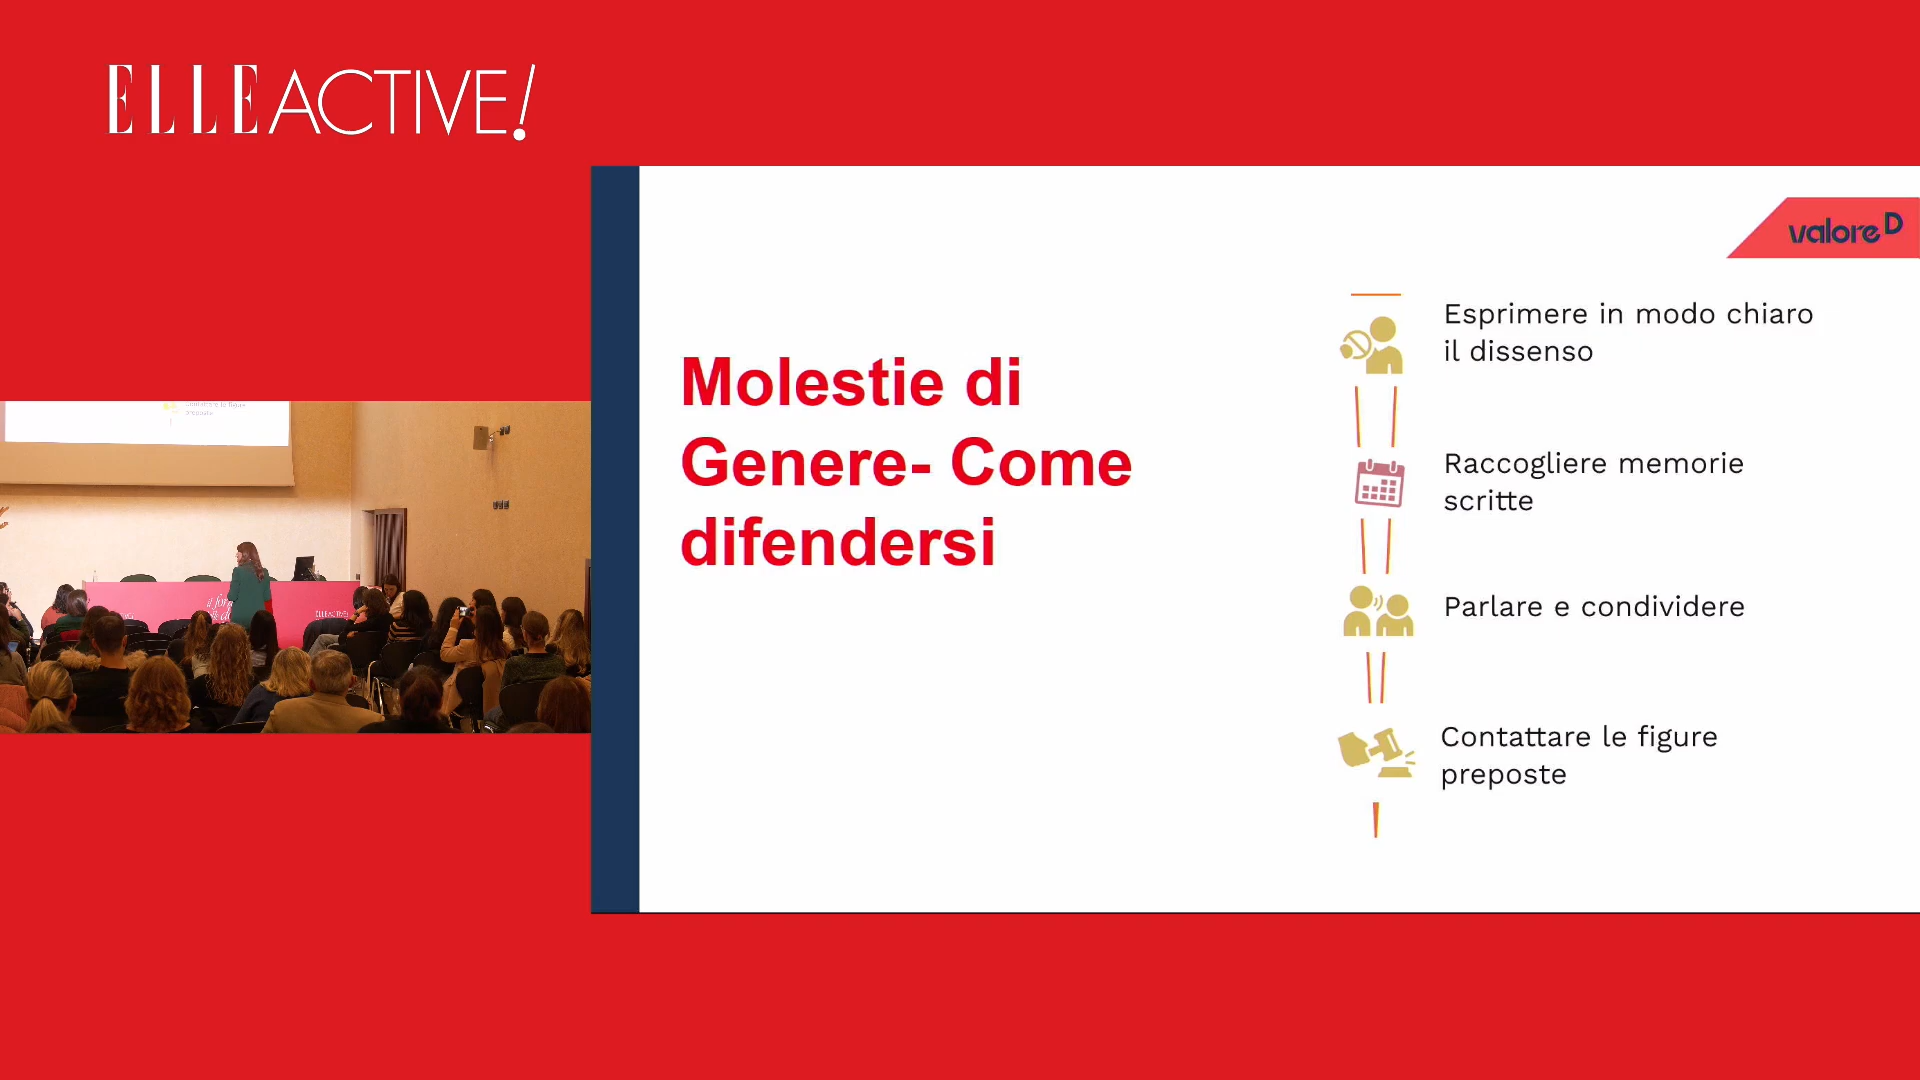 ELLE ACTIVE!
valore D
Molestie di
Genere- Come
difendersi
Esprimere in modo chiaro
il dissenso
Raccogliere memorie
scritte
Parlare e condividere
Contattare le figure
preposte